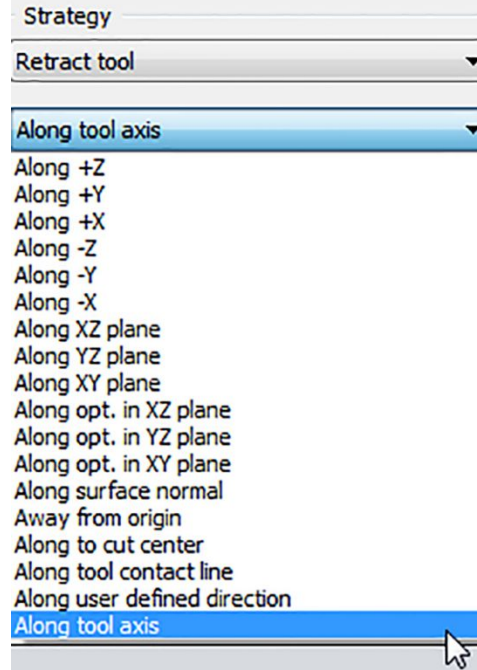 Strategy
Retract tool
Along tool axis
Along +Z
Along +Y
Along +X
Along -Z
Along -Y
Along -X
Along XZ plane
Along YZ plane
Along XY plane
Along opt. in XZ plane
Along opt. in YZ plane
Along opt. in XY plane
Along surface normal
Away from origin
Along to cut center
Along tool contact line
Along user defined direction
Along tool axis